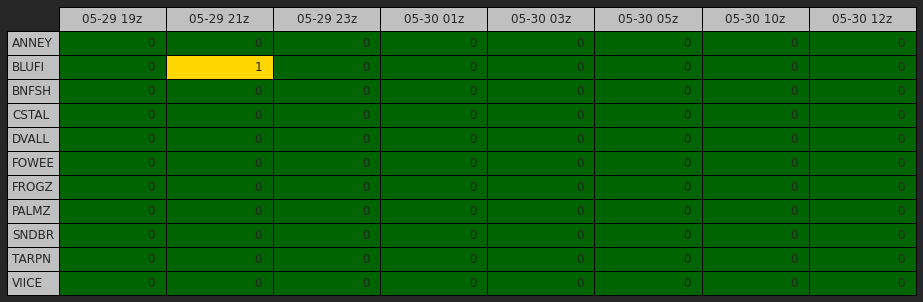 05-29 19z 05-29 21z 05-29 23z 05-30 01z 05-30 03z 05-30 05z 05-30 10z 05-30 12z
ANNEY 0 0 0 0 0 0 0 0
BLUFI 0 1 0 0 0 0 0 0
BNFSH 0 0 0 0 0 0 0 0
CSTAL 0 0 0 0 0 0 0 0
DVALL 0 0 0 0 0 0 0 0
FOWEE 0 0 0 0 0 0 0 0
FROGZ 0 0 0 0 0 0 0 0
PALMZ 0 0 0 0 0 0 0 0
SNDBR 0 0 0 0 0 0 0 0
TARPN 0 0 0 0 0 0 0 0
VIICE 0 0 0 0 0 0 0 0